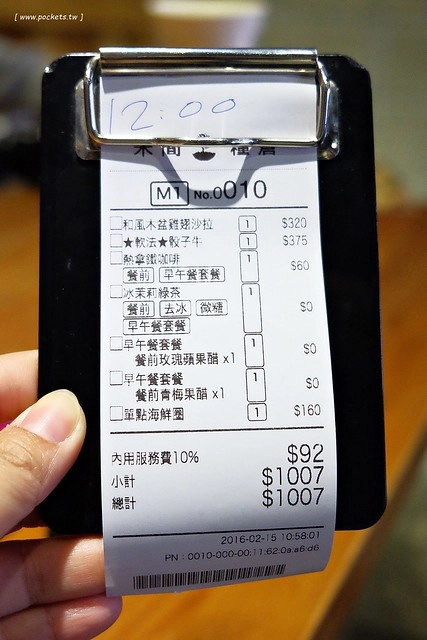 [ www.pockets.tw ]
12:00
M1 No.0010
和風木盆雞翅沙拉 1 $320
★軟法★骰子牛 1 $375
熱拿鐵咖啡 1 $60
餐前 早午餐套餐
冰茉莉綠茶 1 $0
餐前 去冰 微糖
早午餐套餐
早午餐套餐 1 $0
餐前玫瑰蘋果醋 x1
早午餐套餐 1 $0
餐前青梅果醋 x1
單點海鮮圈 1 $160
內用服務費10% $92
小計 $1007
總計 $1007
2016-02-15 10:58:01
PN : 0010-000-00:11:62:0a:a6:d6